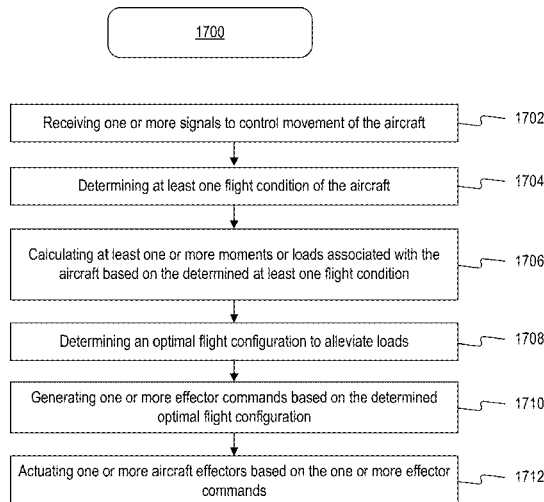 1700
Receiving one or more signals to control movement of the aircraft
1702
Determining at least one flight condition of the aircraft
1704
Calculating at least one or more moments or loads associated with the
aircraft based on the determined at least one flight condition
1706
Determining an optimal flight configuration to alleviate loads
1708
Generating one or more effector commands based on the determined
optimal flight configuration
1710
Actuating one or more aircraft effectors based on the one or more effector
commands
1712